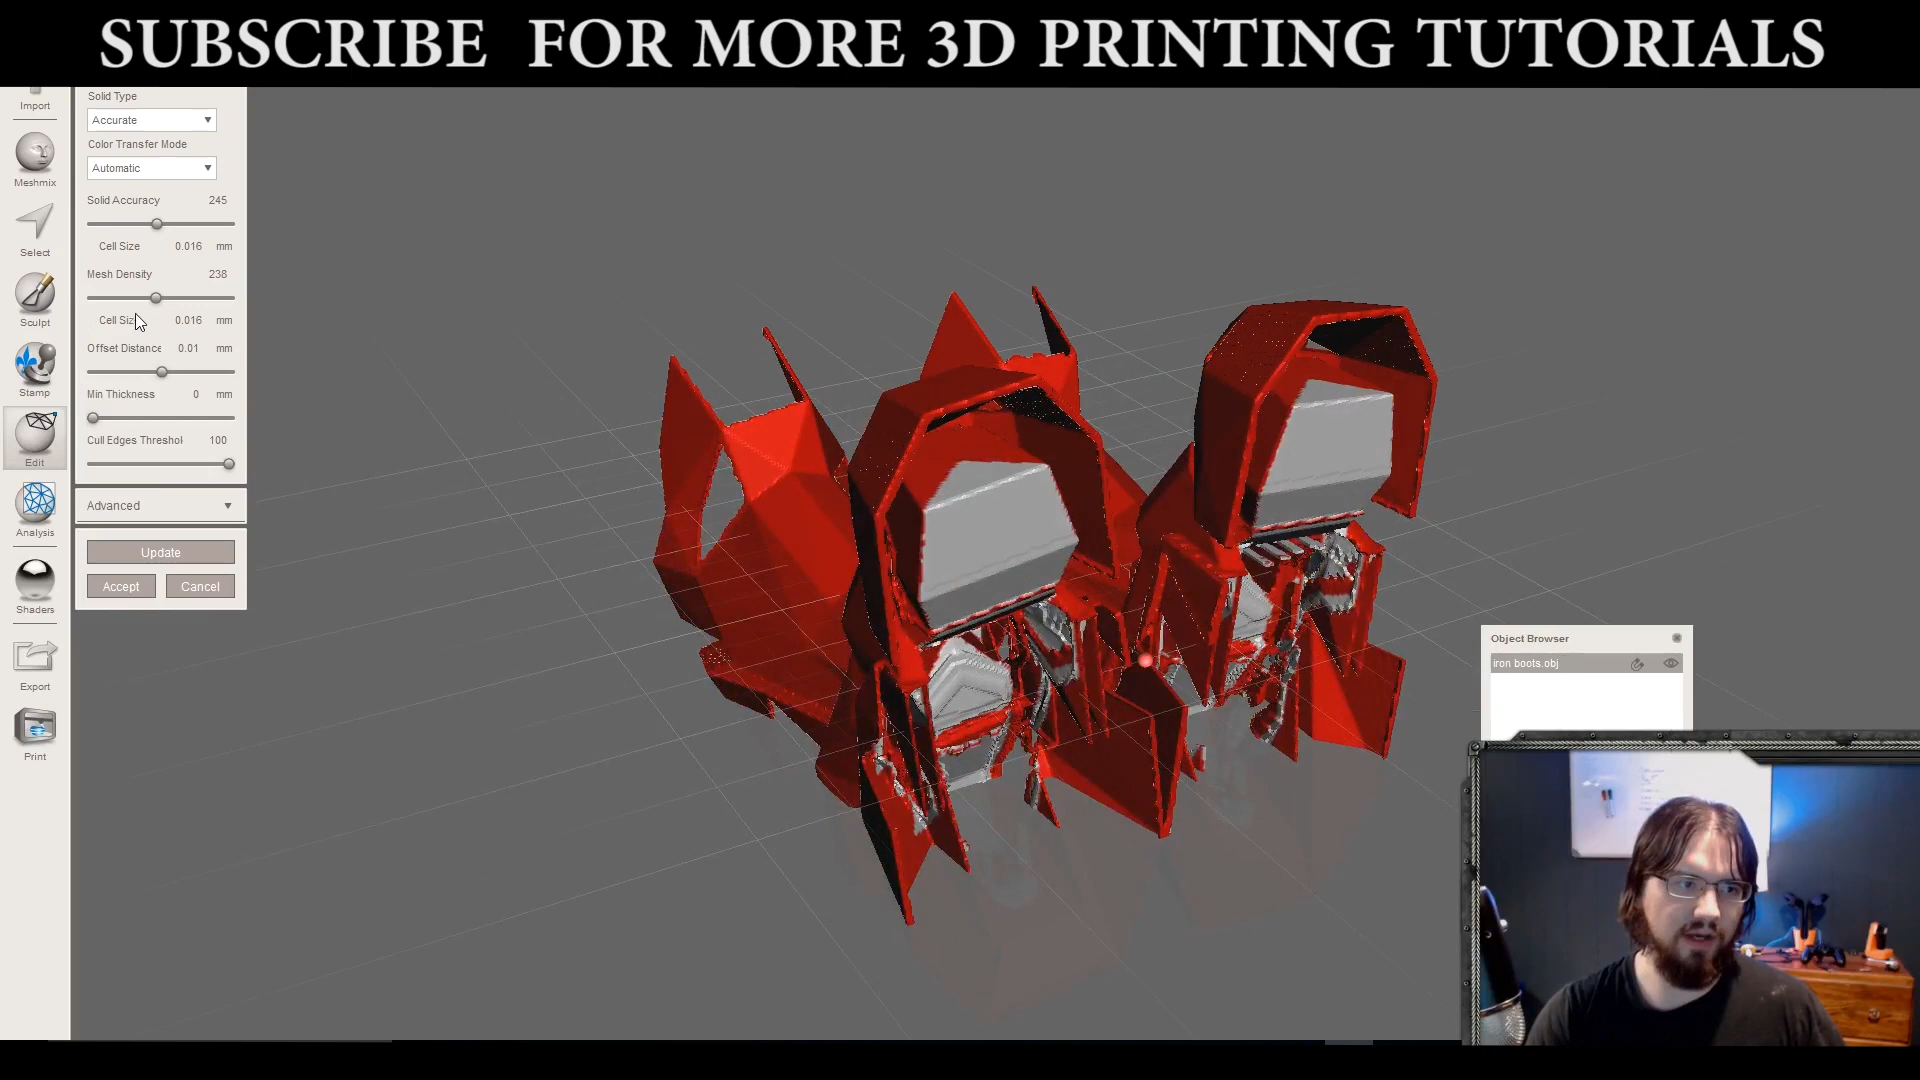 SUBSCRIBE FOR MORE 3D PRINTING TUTORIALS
Import
Meshmix
Select
Sculpt
Stamp
Edit
Analysis
Shaders
Export
Print
Solid Type
Accurate
Color Transfer Mode
Automatic
Solid Accuracy 245
Cell Size 0.016 mm
Mesh Density 238
Cell Siz 0.016 mm
Offset Distance 0.01 mm
Min Thickness 0 mm
Cull Edges Threshol 100
Advanced
Update
Accept Cancel
Object Browser
iron boots.obj